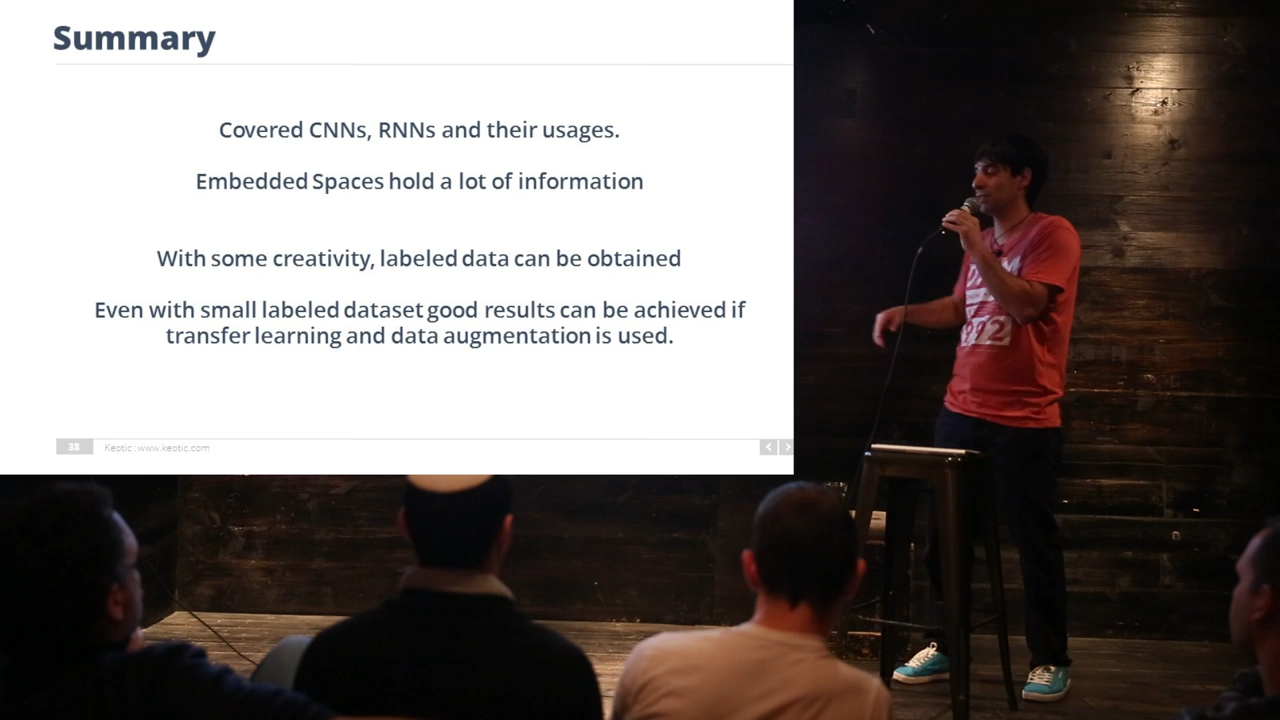 Summary
Covered CNNs, RNNs and their usages.
Embedded Spaces hold a lot of information
With some creativity, labeled data can be obtained
Even with small labeled dataset good results can be achieved if
transfer learning and data augmentation is used.
38 Keotic : www.keotic.com